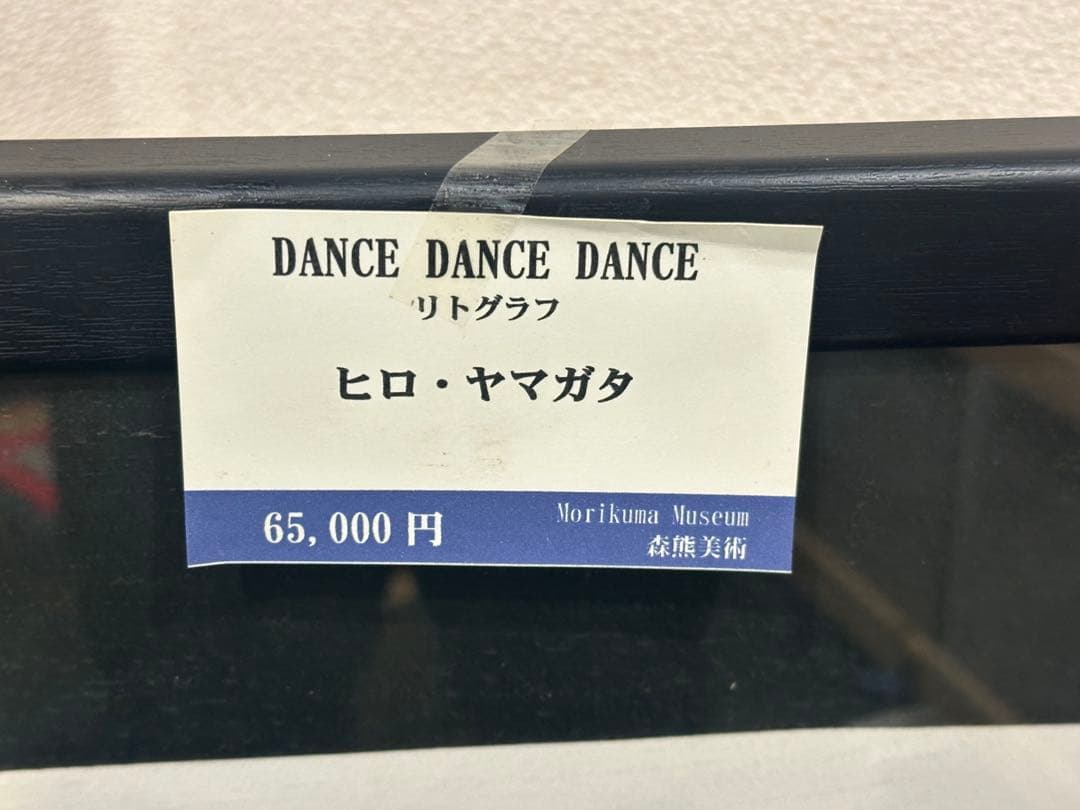 DANCE DANCE DANCE
リトグラフ
ヒロ・ヤマガタ
65,000 円
Morikuma Museum
森熊美術